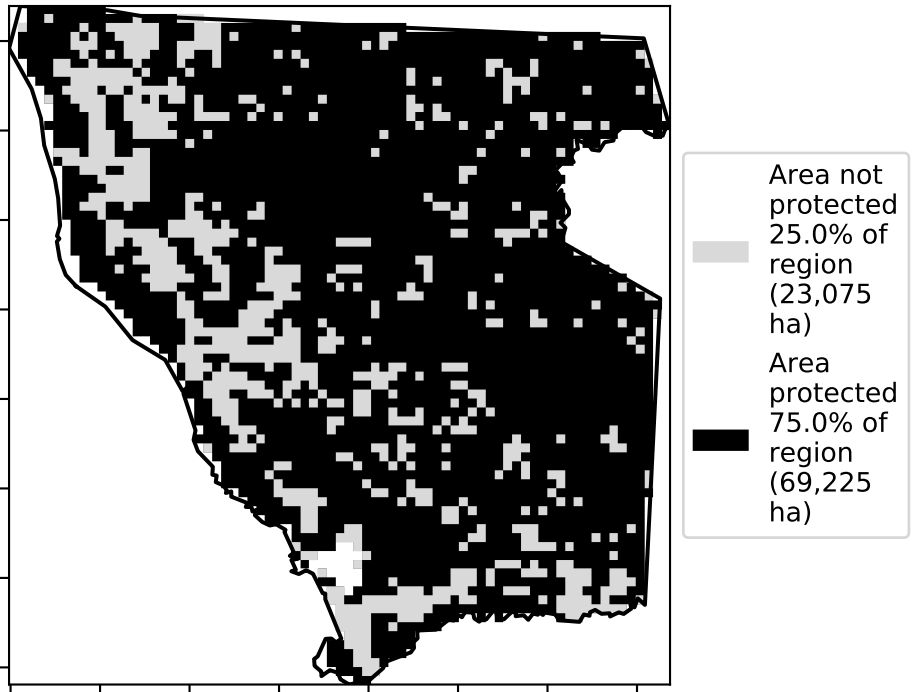 Area not
protected
25.0% of
region
(23,075
ha)
Area
protected
75.0% of
region
(69,225
ha)